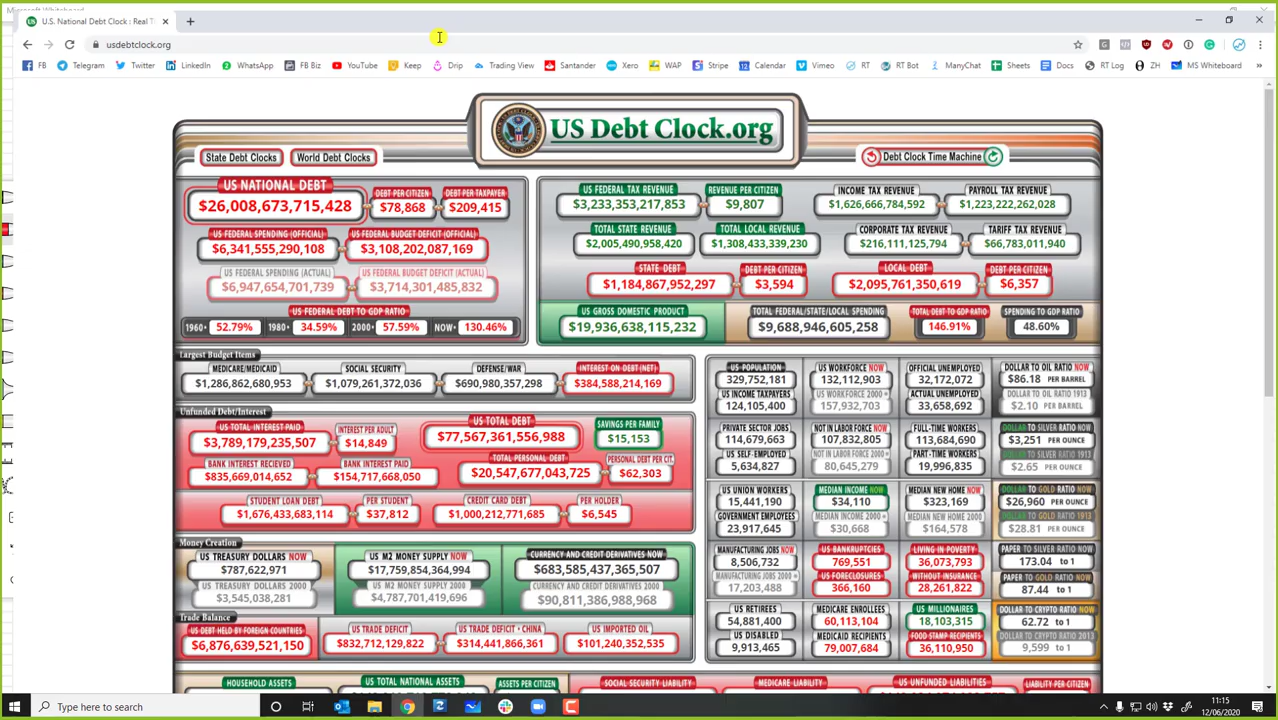 Microsoft Whiteboard
U.S. National Debt Clock : Real T
usdebtclock.org
FB Telegram Twitter LinkedIn WhatsApp FB Biz YouTube Keep Drip Trading View Santander Xero WAP Stripe Calendar Vimeo RT RT Bot ManyChat Sheets Docs RT Log ZH MS Whiteboard »
US Debt Clock.org
State Debt Clocks World Debt Clocks
Debt Clock Time Machine
US NATIONAL DEBT DEBT PER CITIZEN DEBT PER TAXPAYER
$26,008,673,715,428 $78,868 $209,415
US FEDERAL SPENDING (OFFICIAL) US FEDERAL BUDGET DEFICIT (OFFICIAL)
$6,341,555,290,108 $3,108,202,087,169
US FEDERAL SPENDING (ACTUAL) US FEDERAL BUDGET DEFICIT (ACTUAL)
$6,947,654,701,739 $3,714,301,485,832
US FEDERAL DEBT TO GDP RATIO
1960• 52.79% 1980• 34.59% 2000• 57.59% NOW• 130.46%
US FEDERAL TAX REVENUE REVENUE PER CITIZEN INCOME TAX REVENUE PAYROLL TAX REVENUE
$3,233,353,217,853 $9,807 $1,626,666,784,592 $1,223,222,262,028
TOTAL STATE REVENUE TOTAL LOCAL REVENUE CORPORATE TAX REVENUE TARIFF TAX REVENUE
$2,005,490,958,420 $1,308,433,339,230 $216,111,125,794 $66,783,011,940
STATE DEBT DEBT PER CITIZEN LOCAL DEBT DEBT PER CITIZEN
$1,184,867,952,297 $3,594 $2,095,761,350,619 $6,357
US GROSS DOMESTIC PRODUCT TOTAL FEDERAL/STATE/LOCAL SPENDING TOTAL DEBT TO GDP RATIO SPENDING TO GDP RATIO
$19,936,638,115,232 $9,688,946,605,258 146.91% 48.60%
Largest Budget Items
MEDICARE/MEDICAID SOCIAL SECURITY DEFENSE/WAR INTEREST ON DEBT (NET)
$1,286,862,680,953 $1,079,261,372,036 $690,980,357,298 $384,588,214,169
Unfunded Debt/Interest
US TOTAL INTEREST PAID INTEREST PER ADULT US TOTAL DEBT SAVINGS PER FAMILY
$3,789,179,235,507 $14,849 $77,567,361,556,988 $15,153
BANK INTEREST RECIEVED BANK INTEREST PAID TOTAL PERSONAL DEBT PERSONAL DEBT PER CIT.
$835,669,014,652 $154,717,668,050 $20,547,677,043,725 $62,303
STUDENT LOAN DEBT PER STUDENT CREDIT CARD DEBT PER HOLDER
$1,676,433,683,114 $37,812 $1,000,212,771,685 $6,545
Money Creation
US TREASURY DOLLARS NOW US M2 MONEY SUPPLY NOW CURRENCY AND CREDIT DERIVATIVES NOW
$787,622,971 $17,759,854,364,994 $683,585,437,365,507
US TREASURY DOLLARS 2000 US M2 MONEY SUPPLY 2000 CURRENCY AND CREDIT DERIVATIVES 2000
$3,545,038,281 $4,787,701,419,696 $90,811,386,988,968
Trade Balance
US DEBT HELD BY FOREIGN COUNTRIES US TRADE DEFICIT US TRADE DEFICIT • CHINA US IMPORTED OIL
$6,876,639,521,150 $832,712,129,822 $314,441,866,361 $101,240,352,535
US POPULATION US WORKFORCE NOW OFFICIAL UNEMPLOYED DOLLAR TO OIL RATIO NOW
329,752,181 132,112,903 32,172,072 $86.18 PER BARREL
US INCOME TAXPAYERS US WORKFORCE 2000 ACTUAL UNEMPLOYED DOLLAR TO OIL RATIO 1913
124,105,400 157,932,703 33,658,692 $2.10 PER BARREL
PRIVATE SECTOR JOBS NOT IN LABOR FORCE NOW FULL-TIME WORKERS DOLLAR TO SILVER RATIO NOW
114,679,663 107,832,805 113,684,690 $3,251 PER OUNCE
US SELF-EMPLOYED NOT IN LABOR FORCE 2000 PART-TIME WORKERS DOLLAR TO SILVER RATIO 1913
5,634,827 80,645,279 19,996,835 $2.65 PER OUNCE
US UNION WORKERS MEDIAN INCOME NOW MEDIAN NEW HOME NOW DOLLAR TO GOLD RATIO NOW
15,441,190 $34,110 $323,169 $26,960 PER OUNCE
GOVERNMENT EMPLOYEES MEDIAN INCOME 2000 MEDIAN NEW HOME 2000 DOLLAR TO GOLD RATIO 1913
23,917,645 $30,668 $164,578 $28.81 PER OUNCE
MANUFACTURING JOBS NOW US BANKRUPTCIES LIVING IN POVERTY PAPER TO SILVER RATIO NOW
8,506,732 769,551 36,073,793 173.04 to 1
MANUFACTURING JOBS 2000 US FORECLOSURES WITHOUT INSURANCE PAPER TO GOLD RATIO NOW
17,203,488 366,160 28,261,822 87.44 to 1
US RETIREES MEDICARE ENROLLEES US MILLIONAIRES DOLLAR TO CRYPTO RATIO NOW
54,881,400 60,113,104 18,103,315 62.72 to 1
US DISABLED MEDICAID RECIPIENTS FOOD STAMP RECIPIENTS DOLLAR TO CRYPTO RATIO 2013
9,913,465 79,007,684 36,110,950 9,599 to 1
HOUSEHOLD ASSETS US TOTAL NATIONAL ASSETS ASSETS PER CITIZEN SOCIAL SECURITY LIABILITY MEDICARE LIABILITY US UNFUNDED LIABILITIES LIABILITY PER CITIZEN
Type here to search
11:15
12/06/2020